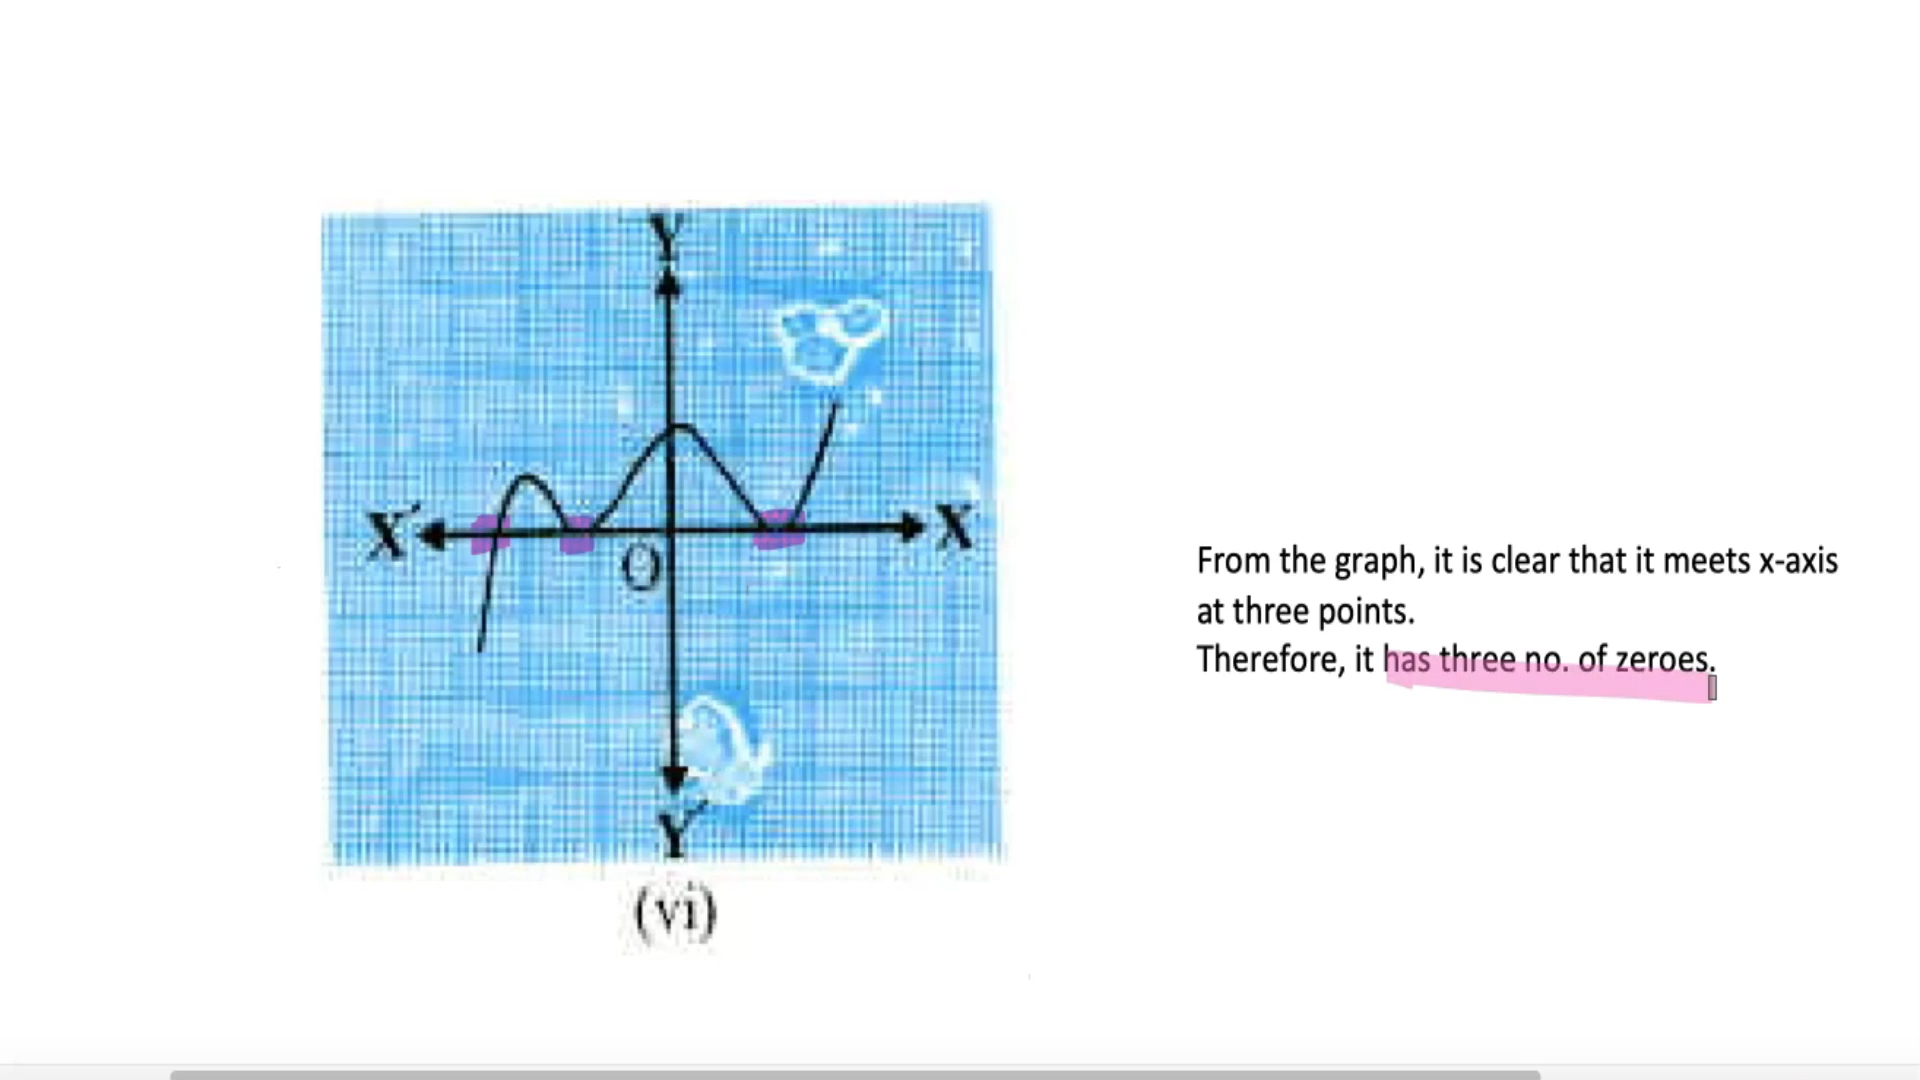 Y
X′
X
O
Y′
(vi)
From the graph, it is clear that it meets x-axis
at three points.
Therefore, it has three no. of zeroes.